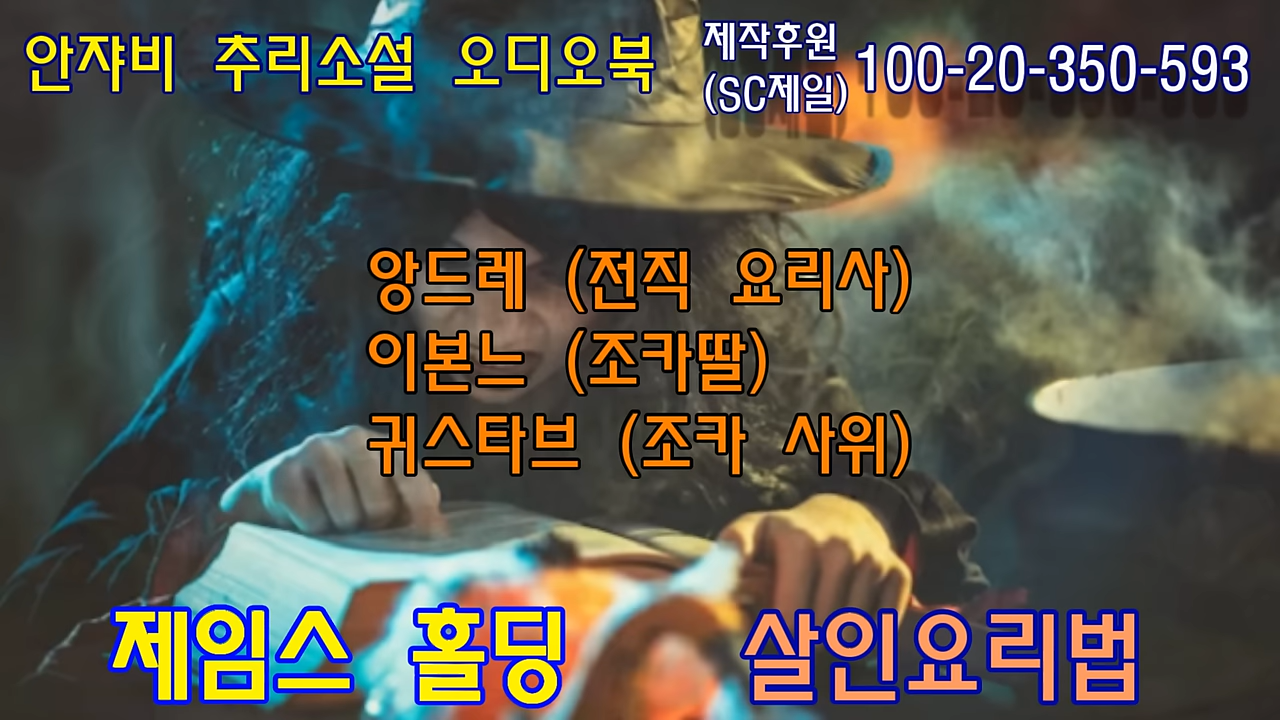 안쟈비 추리소설 오디오북
제작후원
(SC제일)
100-20-350-593
앙드레 (전직 요리사)
이본느 (조카딸)
귀스타브 (조카 사위)
제임스 홀딩
살인요리법